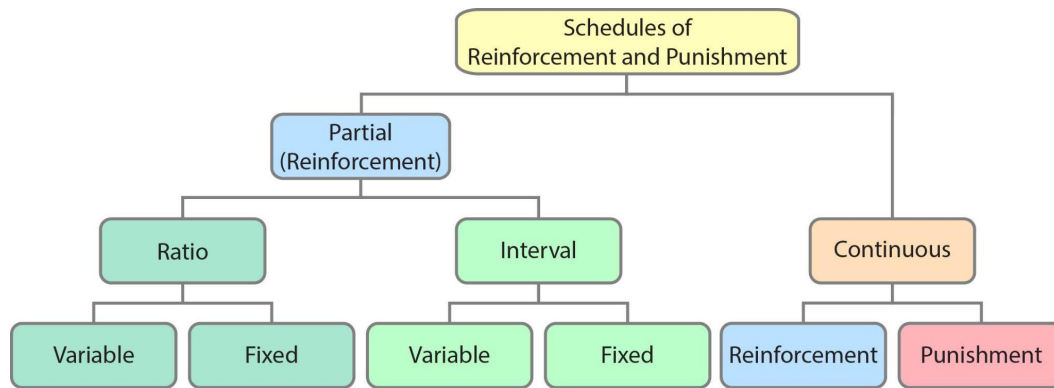 Schedules of
Reinforcement and Punishment
Partial
(Reinforcement)
Ratio
Interval
Continuous
Variable
Fixed
Variable
Fixed
Reinforcement
Punishment